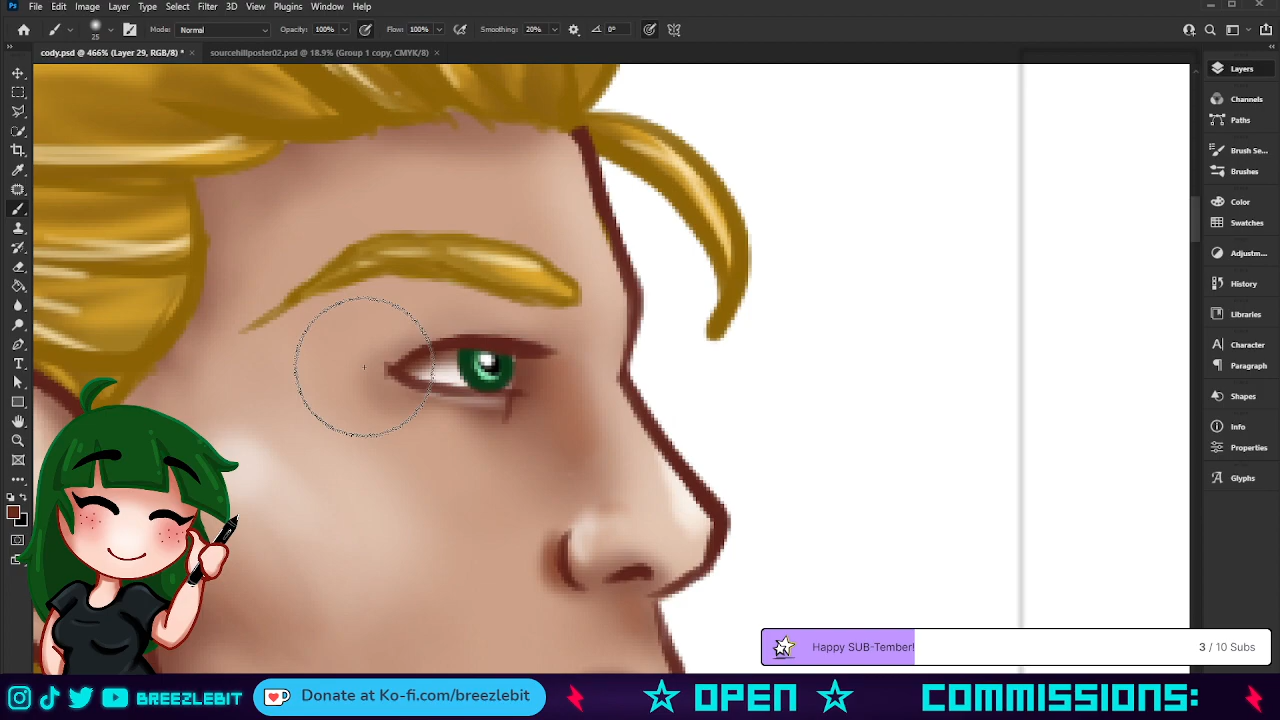 Ps File Edit Image Layer Type Select Filter 3D View Plugins Window Help
25 Mode: Normal Opacity: 100% Flow: 100% Smoothing: 20% 0°
cody.psd @ 466% (Layer 29, RGB/8) * × sourcehillposter02.psd @ 18.9% (Group 1 copy, CMYK/8) ×
Layers
Channels
Paths
Brush Se...
Brushes
Color
Swatches
Adjustm...
History
Libraries
Character
Paragraph
Shapes
Info
Properties
Glyphs
Happy SUB-Tember! 3 / 10 Subs
BREEZLEBIT Donate at Ko-fi.com/breezlebit OPEN COMMISSIONS: